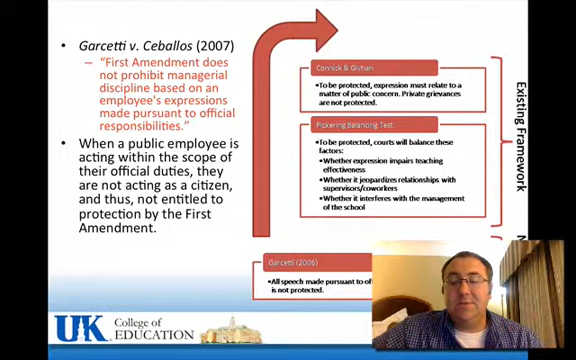 Garcetti v. Ceballos (2007)
"First Amendment does
not prohibit managerial
discipline based on an
employee's expressions
made pursuant to official
responsibilities."
When a public employee is
acting within the scope of
their official duties, they
are not acting as a citizen,
and thus, not entitled to
protection by the First
Amendment.
Connick & Givhan
To be protected, expression must relate to a
matter of public concern. Private grievances
are not protected.
Pickering Balancing Test
To be protected, courts will balance these
factors:
Whether expression impairs teaching
effectiveness
Whether it jeopardizes relationships with
supervisors/coworkers
Whether it interferes with the management
of the school
Existing Framework
Garcetti (2006)
All speech made pursuant to
is not protected.
UK
College of
EDUCATION